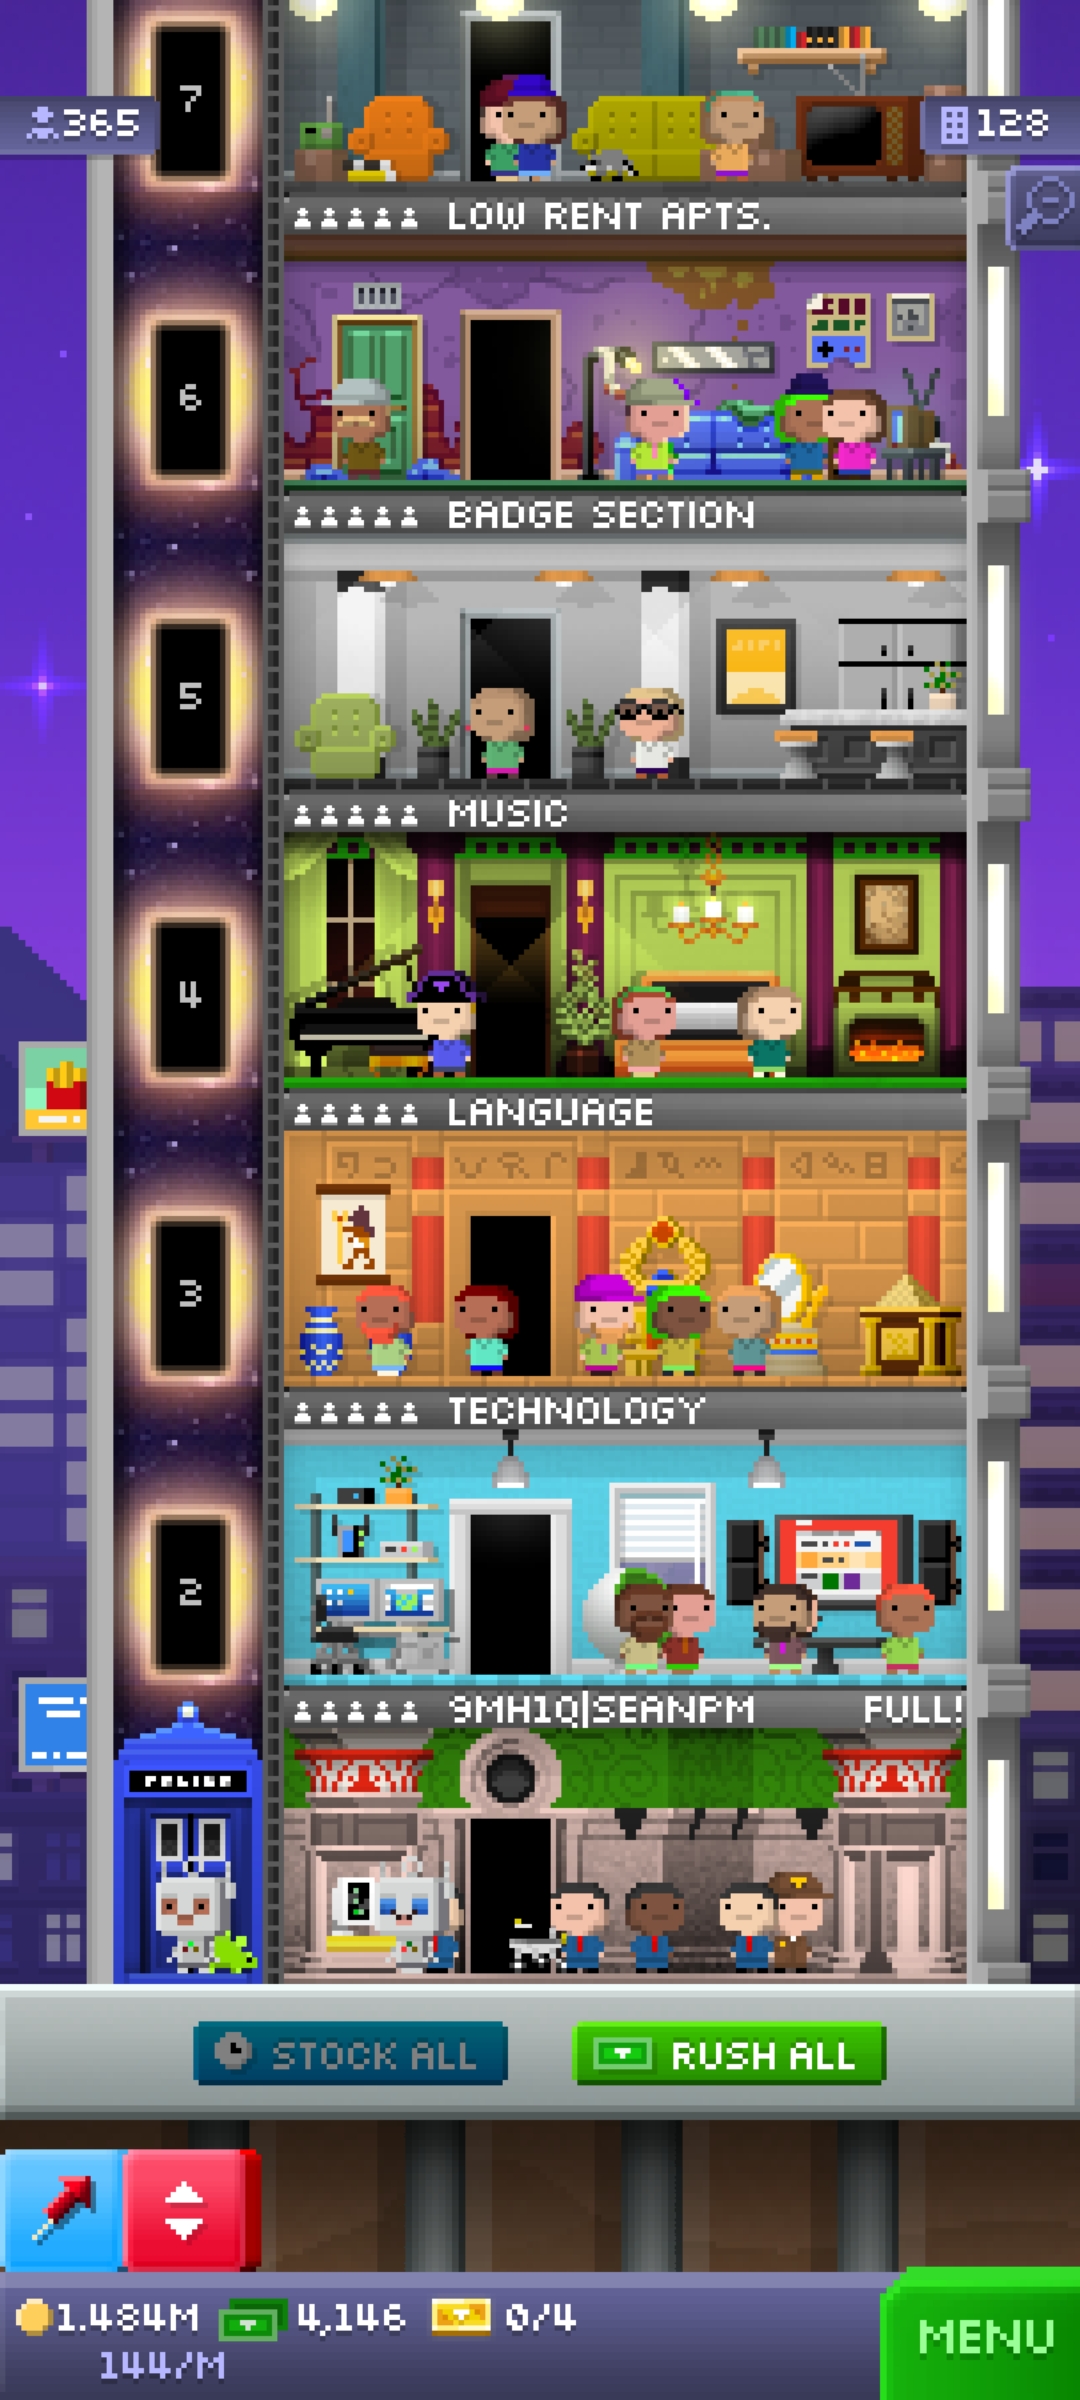 7
365
128
LOW RENT APTS.
6
BADGE SECTION
5
MUSIC
4
LANGUAGE
3
TECHNOLOGY
2
9MH1Q|SEANPM FULL!
POLICE
STOCK ALL
RUSH ALL
1.484M
4,146
0/4
144/M
MENU